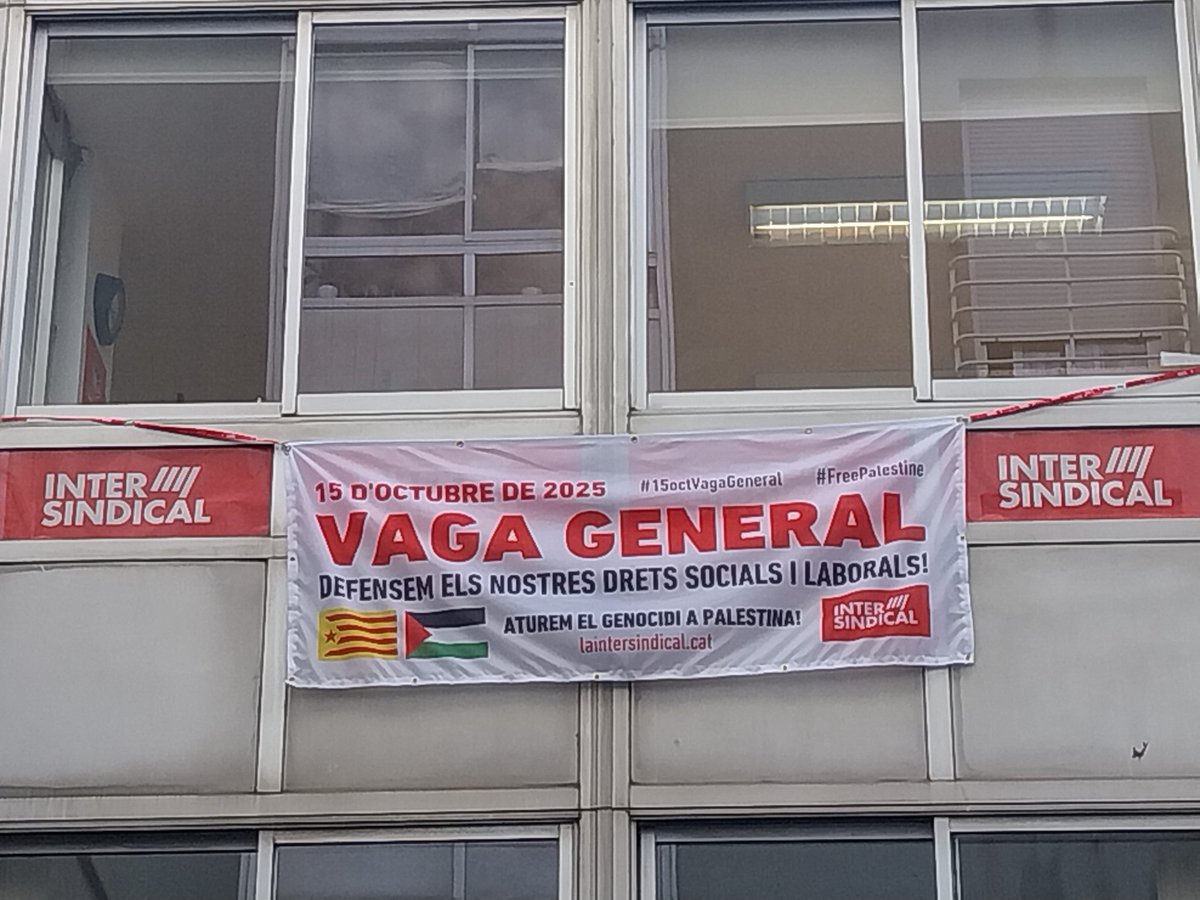 INTER
SINDICAL
15 D'OCTUBRE DE 2025 #15octVagaGeneral #FreePalestine
VAGA GENERAL
DEFENSEM ELS NOSTRES DRETS SOCIALS I LABORALS!
ATUREM EL GENOCIDI A PALESTINA!
laintersindical.cat
INTER
SINDICAL
INTER
SINDICAL